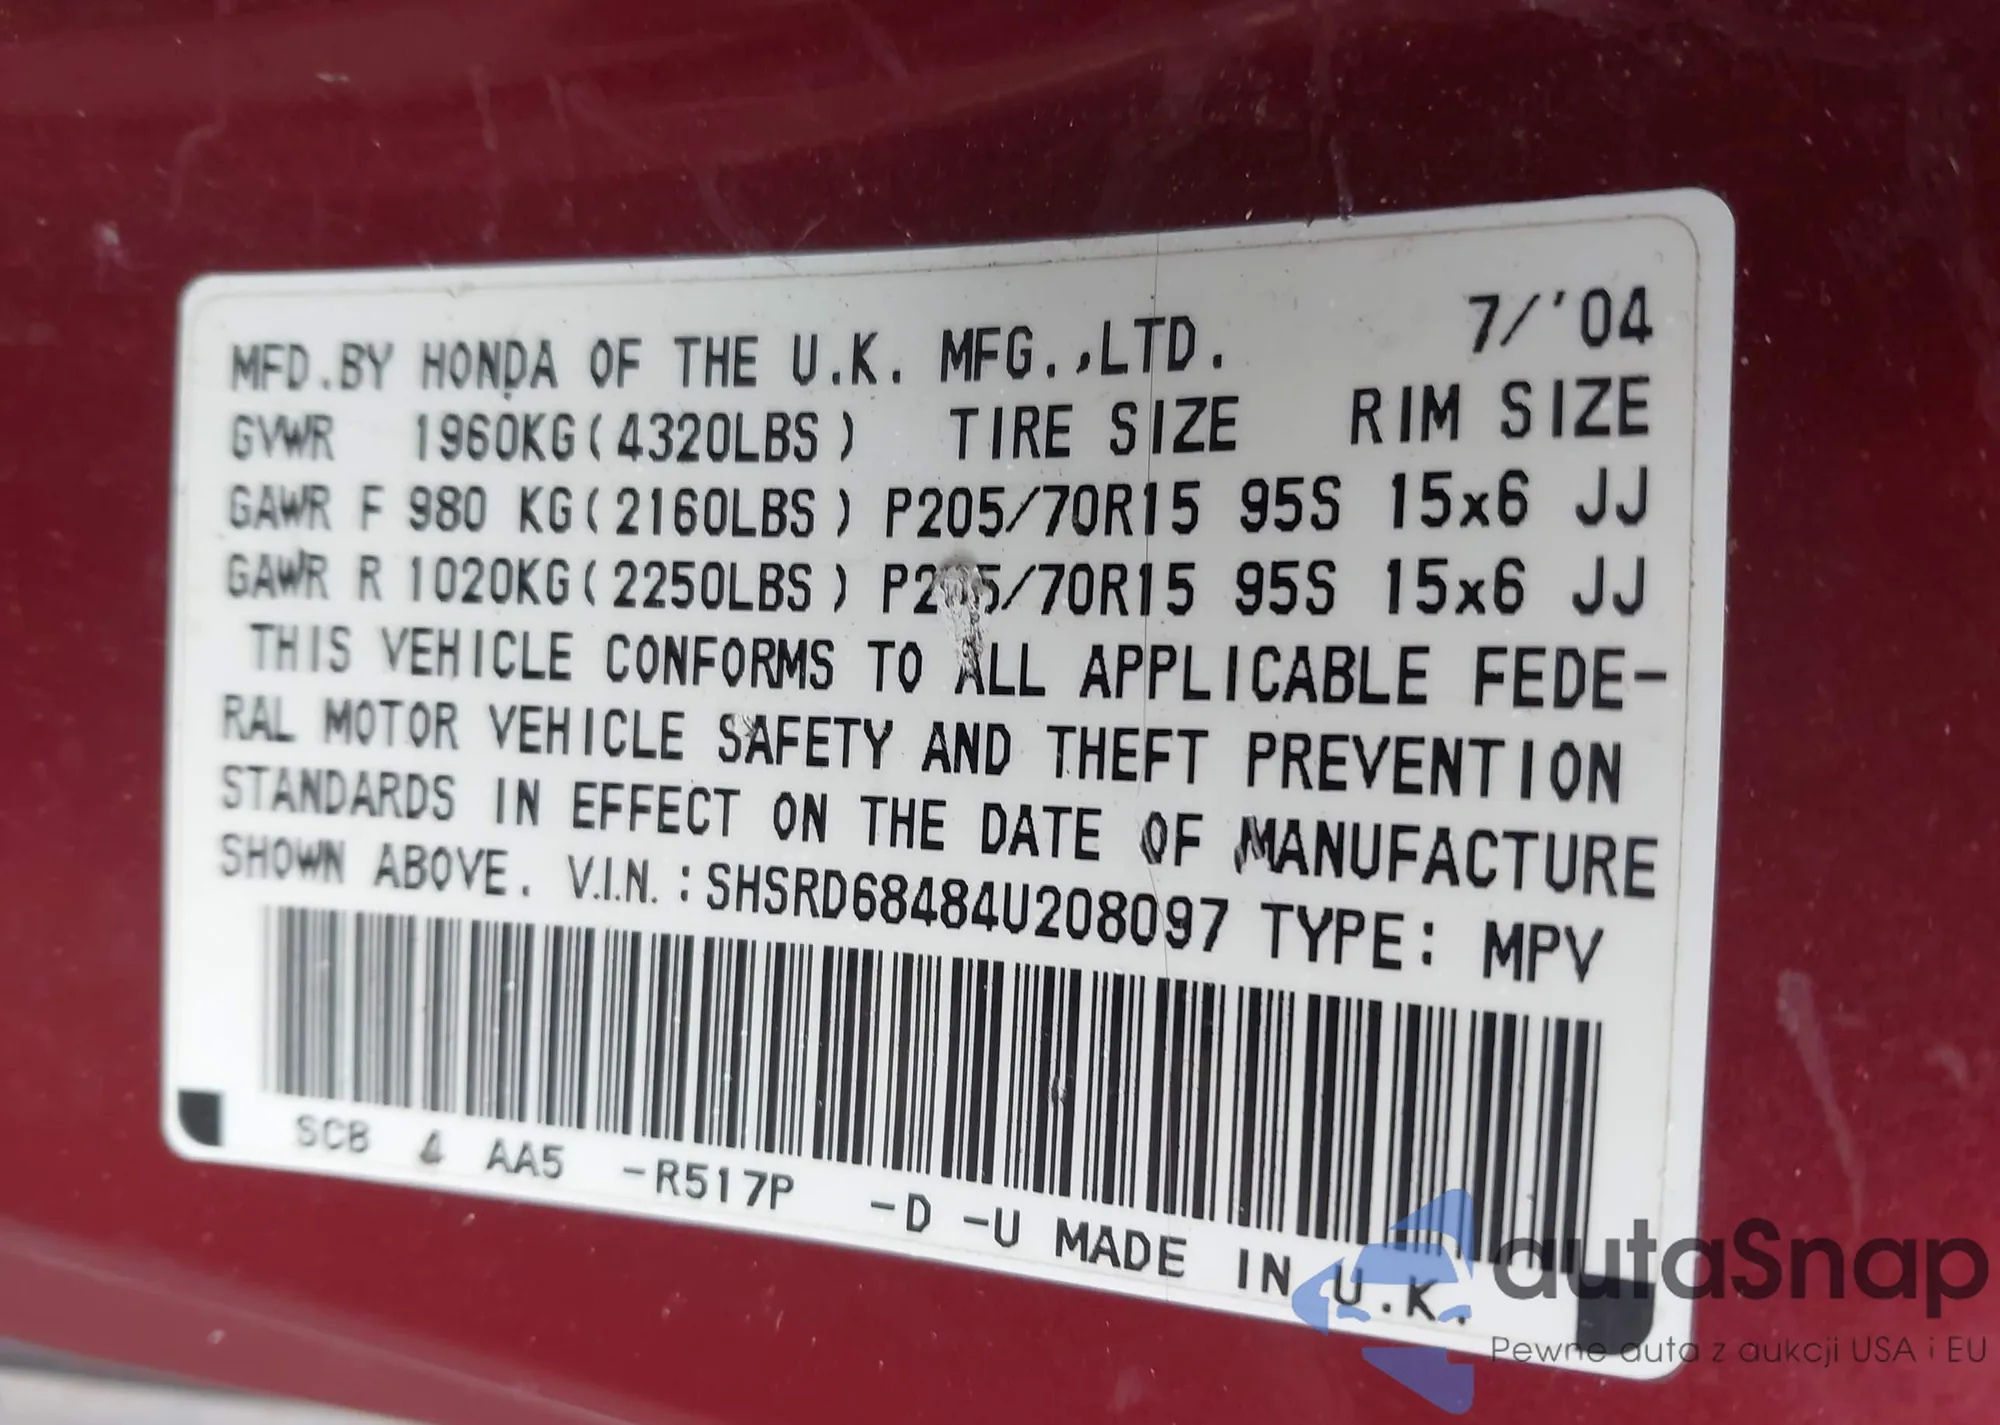 MFD.BY HONDA OF THE U.K. MFG.,LTD. 7/'04
GVWR 1960KG(4320LBS) TIRE SIZE RIM SIZE
GAWR F 980 KG(2160LBS) P205/70R15 95S 15x6 JJ
GAWR R 1020KG(2250LBS) P205/70R15 95S 15x6 JJ
THIS VEHICLE CONFORMS TO ALL APPLICABLE FEDE-
RAL MOTOR VEHICLE SAFETY AND THEFT PREVENTION
STANDARDS IN EFFECT ON THE DATE OF MANUFACTURE
SHOWN ABOVE. V.I.N. :SHSRD68484U208097 TYPE: MPV
SCB 4 AA5 -R517P -D -U MADE IN U.K.
autaSnap
Pewne auta z aukcji USA i EU